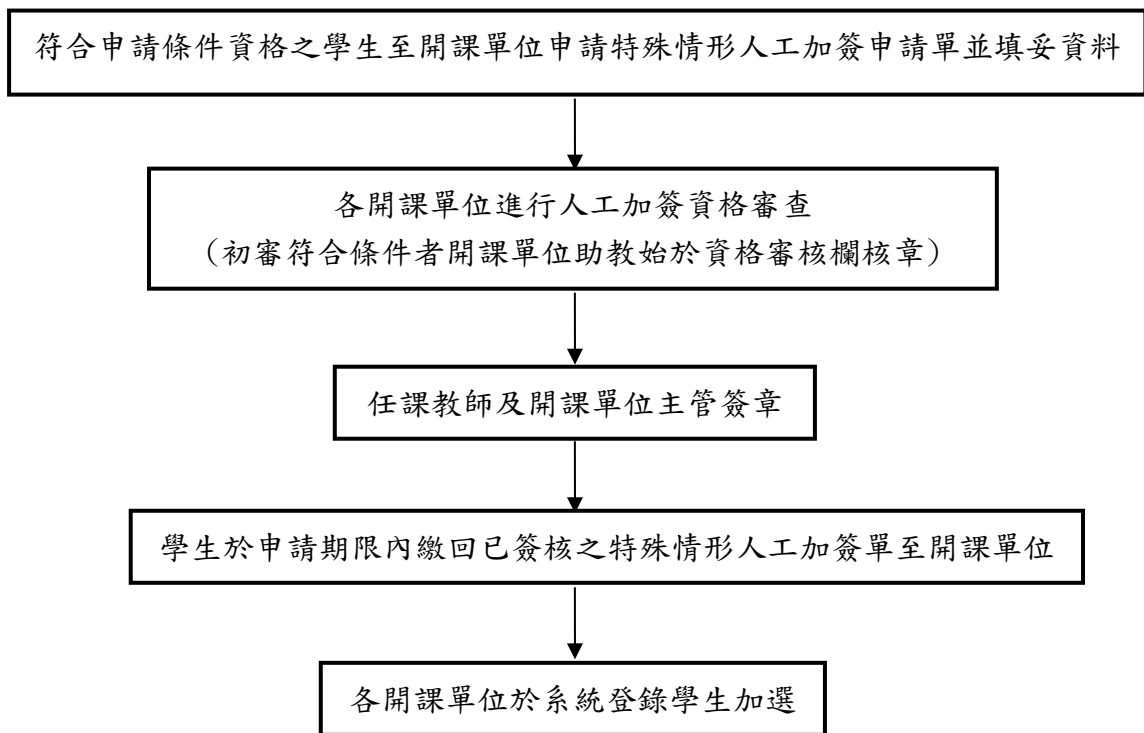 符合申請條件資格之學生至開課單位申請特殊情形人工加簽申請單並填妥資料
各開課單位進行人工加簽資格審查
（初審符合條件者開課單位助教始於資格審核欄核章）
任課教師及開課單位主管簽章
學生於申請期限內繳回已簽核之特殊情形人工加簽單至開課單位
各開課單位於系統登錄學生加選